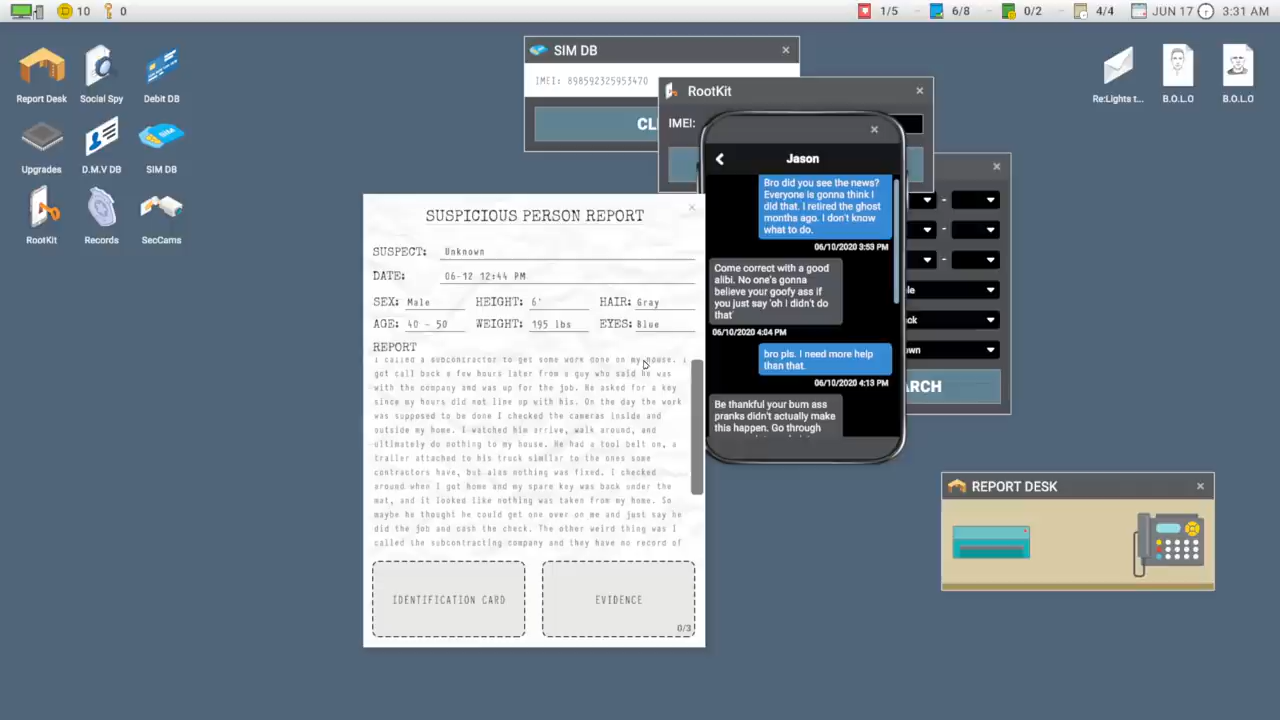 10
0
1/5
6/8
0/2
4/4
JUN 17
3:31 AM
Report Desk
Social Spy
Debit DB
Upgrades
D.M.V DB
SIM DB
RootKit
Records
SecCams
Re:Lights t...
B.O.L.O
B.O.L.O
SIM DB
IMEI: 898592325953470
CL
RootKit
IMEI:
Jason
Bro did you see the news?
Everyone is gonna think I
did that. I retired the ghost
months ago. I don't know
what to do.
06/10/2020 3:53 PM
Come correct with a good
alibi. No one's gonna
believe your goofy ass if
you just say 'oh I didn't do
that'
06/10/2020 4:04 PM
bro pls. I need more help
than that.
06/10/2020 4:13 PM
Be thankful your bum ass
pranks didn't actually make
this happen. Go through
SUSPICIOUS PERSON REPORT
SUSPECT: Unknown
DATE: 06-12 12:44 PM
SEX: Male HEIGHT: 6' HAIR: Gray
AGE: 40 - 50 WEIGHT: 195 lbs EYES: Blue
REPORT
I called a subcontractor to get some work done on my house. I
got call back a few hours later from a guy who said he was
with the company and was up for the job. He asked for a key
since my hours did not line up with his. On the day the work
was supposed to be done I checked the cameras inside and
outside my home. I watched him arrive, walk around, and
ultimately do nothing to my house. He had a tool belt on, a
trailer attached to his truck similar to the ones some
contractors have, but also nothing was fixed. I checked
around when I got home and my spare key was back under the
mat, and it looked like nothing was taken from my home. So
maybe he thought he could get one over on me and just say he
did the job and cash the check. The other weird thing was I
called the subcontracting company and they have no record of
IDENTIFICATION CARD
EVIDENCE
0/3
- 
-
-
le
ck
wn
ARCH
REPORT DESK